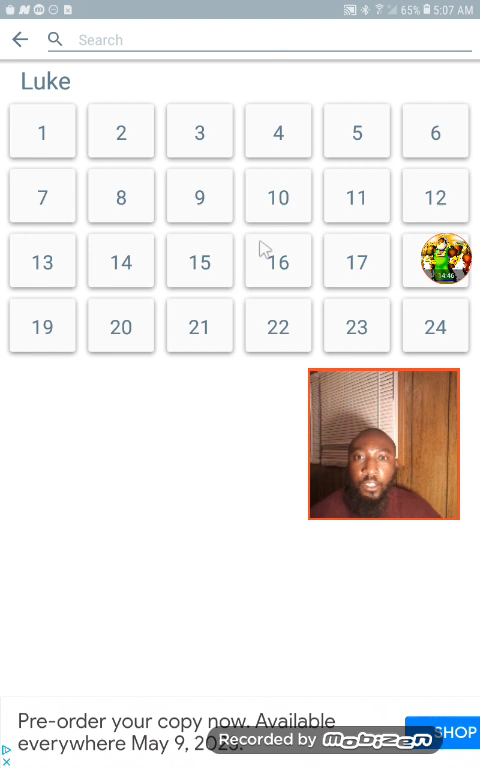 65% 5:07 AM
Search
Luke
1 2 3 4 5 6
7 8 9 10 11 12
13 14 15 16 17
14:46
19 20 21 22 23 24
Pre-order your copy now. Available
everywhere May 9, 2023.
SHOP
Recorded by mobizen